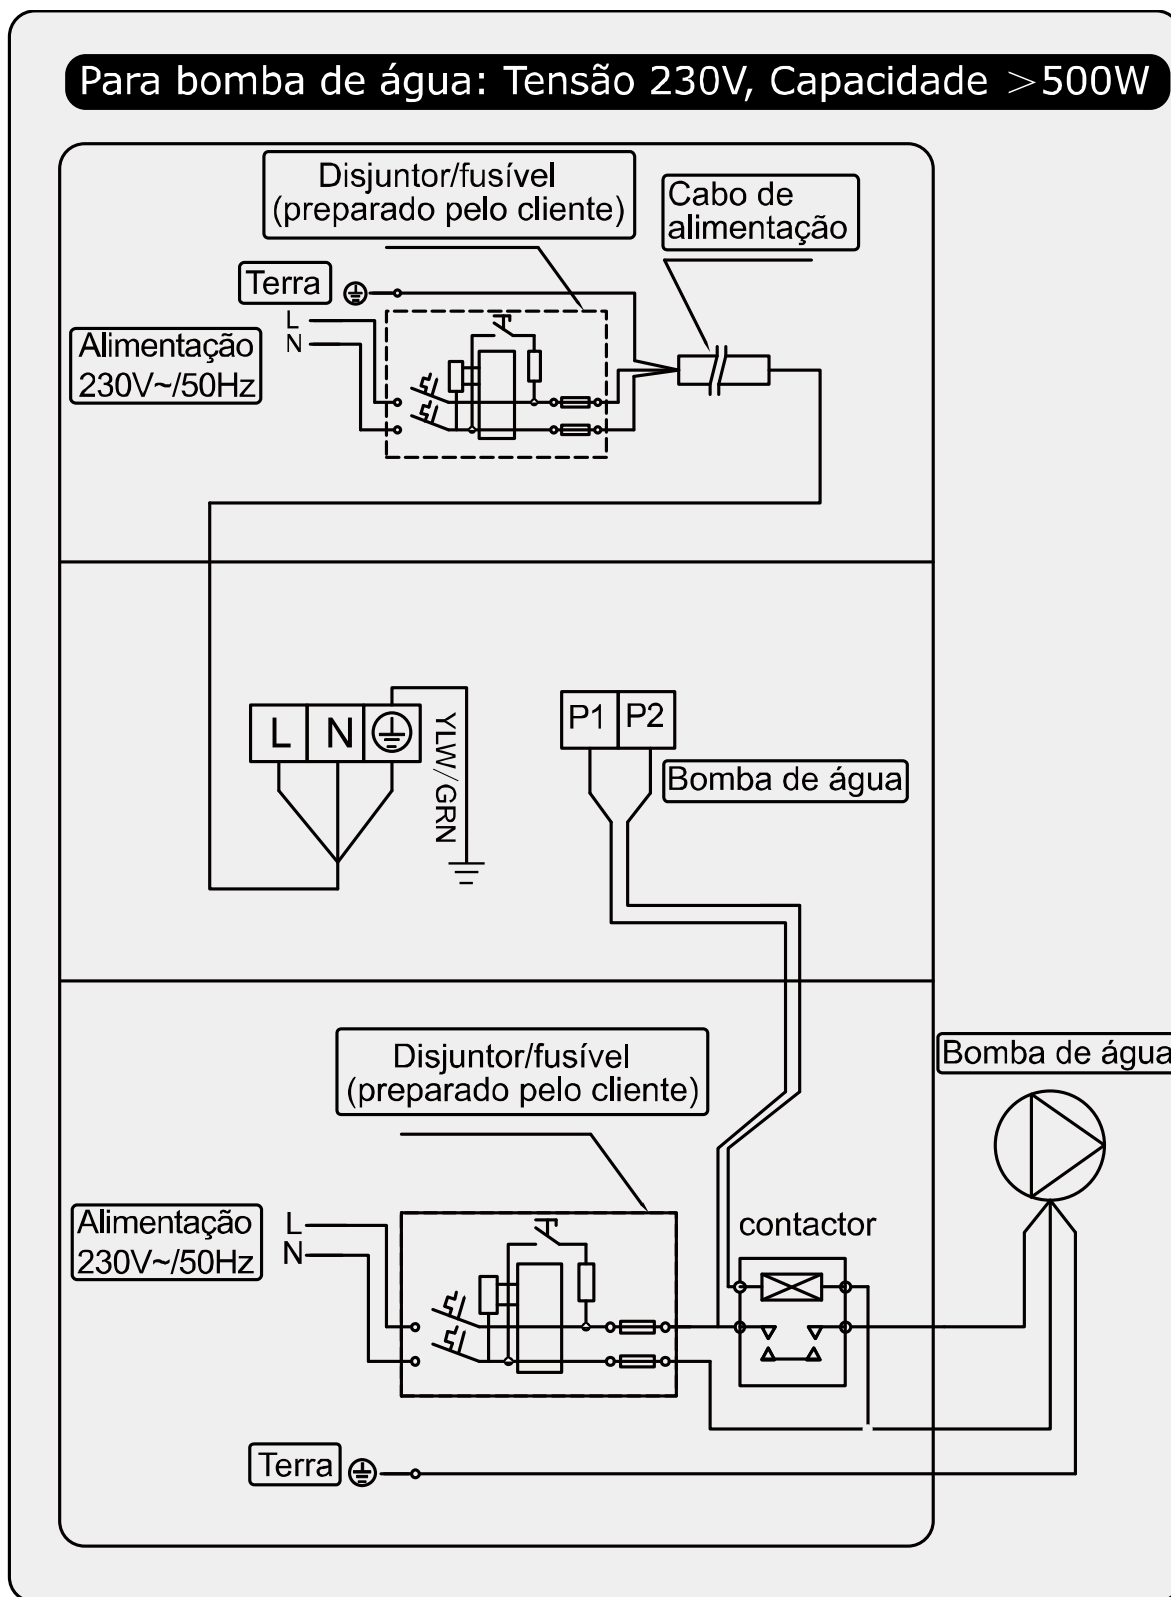 Para bomba de água: Tensão 230V, Capacidade >500W
Disjuntor/fusível
(preparado pelo cliente)
Cabo de
alimentação
Terra
L
N
Alimentação
230V~/50Hz
L N
YLW/GRN
P1 P2
Bomba de água
Disjuntor/fusível
(preparado pelo cliente)
Bomba de água
Alimentação
230V~/50Hz
L
N
contactor
Terra